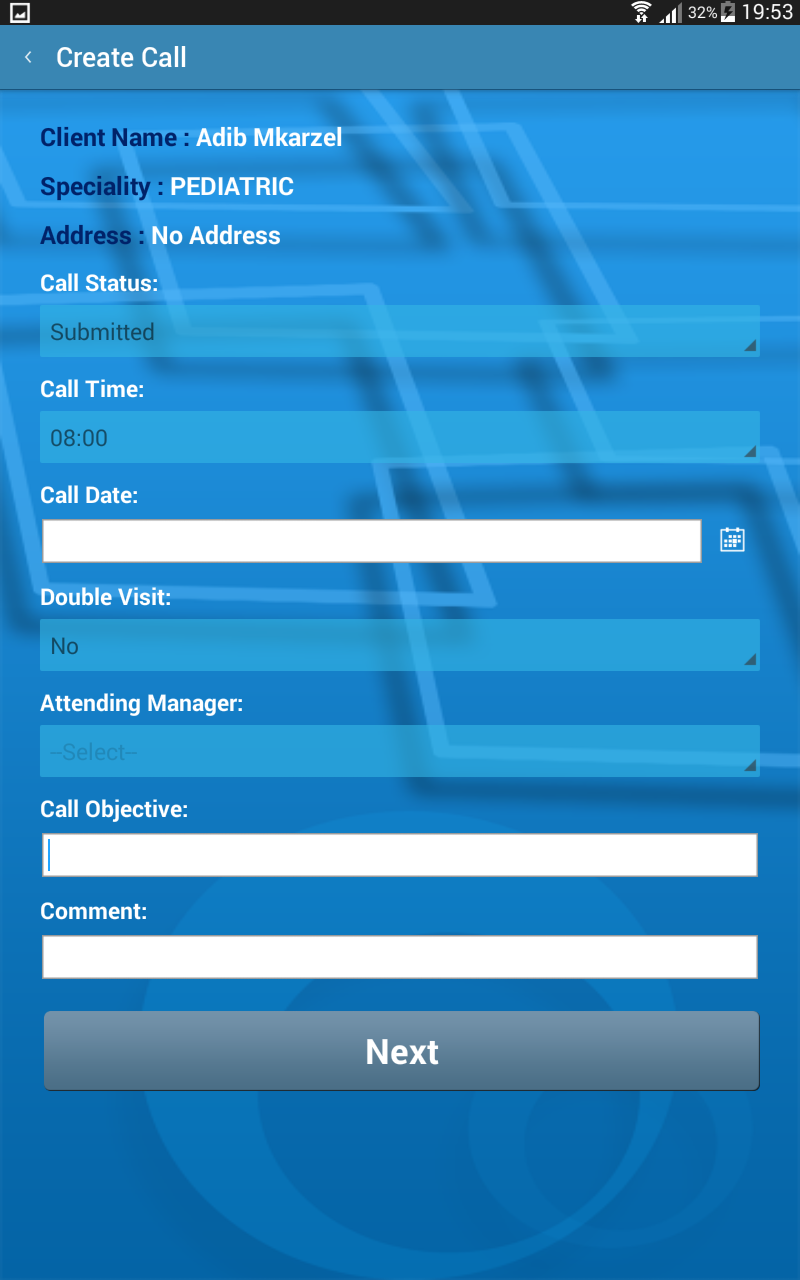 32% 19:53
Create Call
Client Name : Adib Mkarzel
Speciality : PEDIATRIC
Address : No Address
Call Status:
Submitted
Call Time:
08:00
Call Date:
Double Visit:
No
Attending Manager:
--Select--
Call Objective:
Comment:
Next